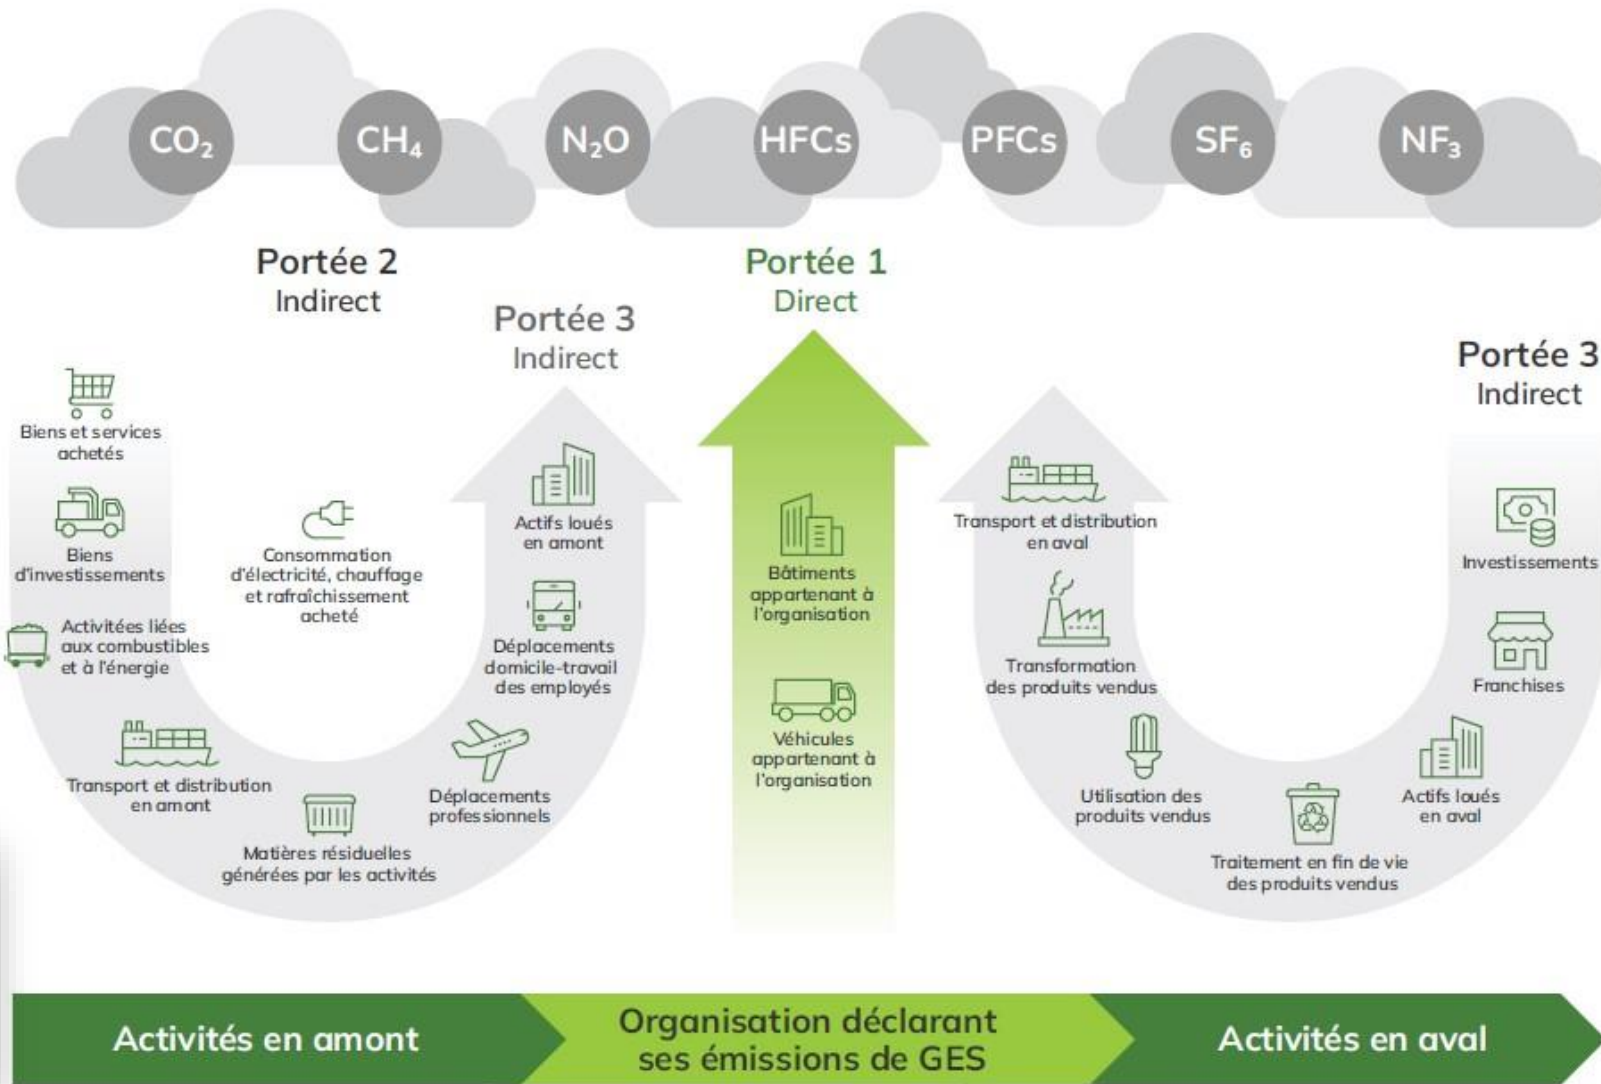 CO₂
CH₄
N₂O
HFCs
PFCs
SF₆
NF₃
Portée 2
Indirect
Portée 3
Indirect
Portée 1
Direct
Portée 3
Indirect
Biens et services
achetés
Biens
d'investissements
Activitées liées
aux combustibles
et à l'énergie
Transport et distribution
en amont
Matières résiduelles
générées par les activités
Déplacements
professionnels
Déplacements
domicile-travail
des employés
Actifs loués
en amont
Consommation
d'électricité, chauffage
et rafraîchissement
acheté
Bâtiments
appartenant à
l'organisation
Véhicules
appartenant à
l'organisation
Transport et distribution
en aval
Transformation
des produits vendus
Utilisation des
produits vendus
Traitement en fin de vie
des produits vendus
Actifs loués
en aval
Franchises
Investissements
Activités en amont
Organisation déclarant
ses émissions de GES
Activités en aval